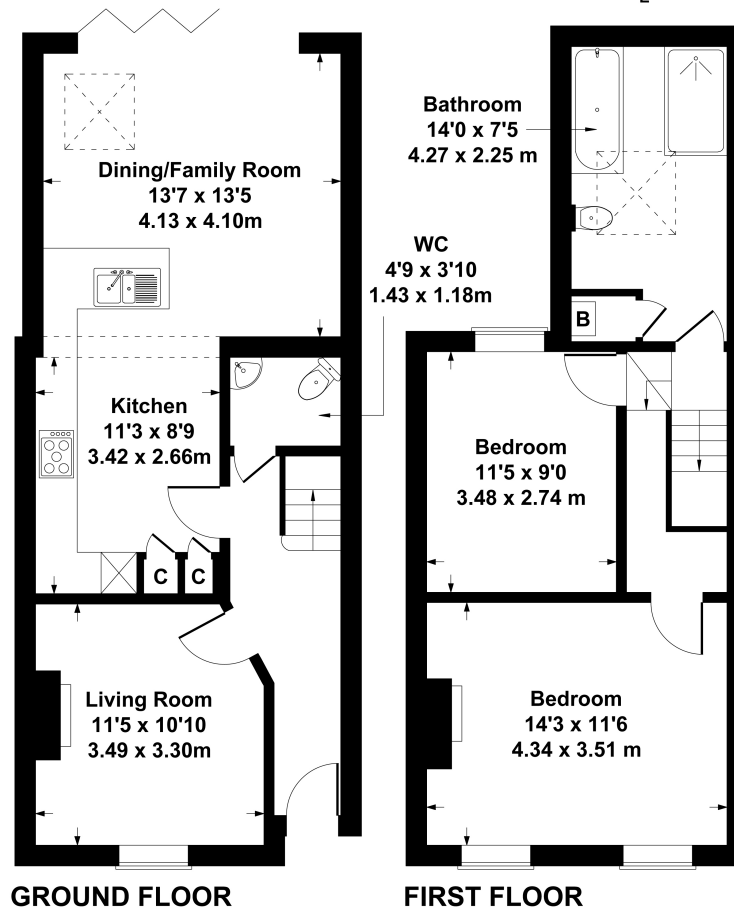 2
Bathroom
14'0 x 7'5
4.27 x 2.25 m
Dining/Family Room
13'7 x 13'5
4.13 x 4.10m
WC
4'9 x 3'10
1.43 x 1.18m
B
Kitchen
11'3 x 8'9
3.42 x 2.66m
Bedroom
11'5 x 9'0
3.48 x 2.74 m
C
C
Living Room
11'5 x 10'10
3.49 x 3.30m
Bedroom
14'3 x 11'6
4.34 x 3.51 m
GROUND FLOOR
FIRST FLOOR